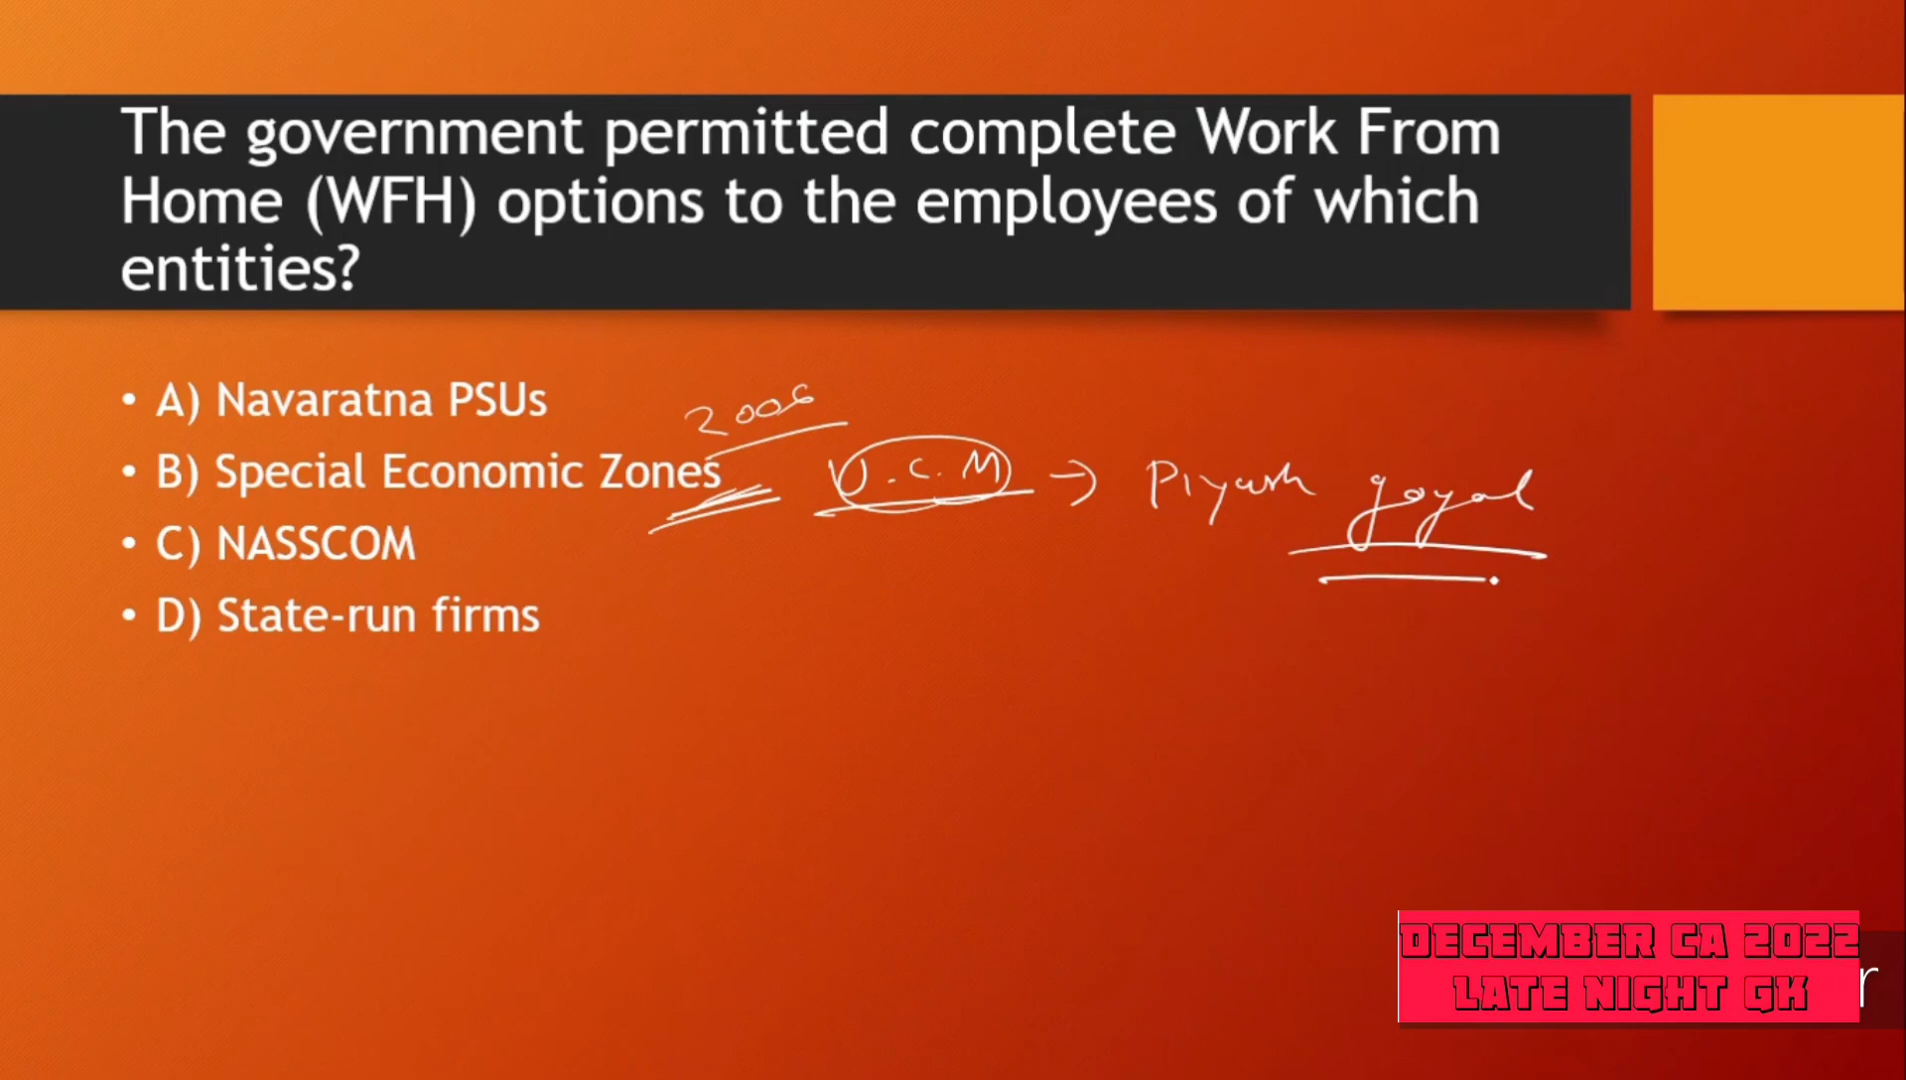 The government permitted complete Work From
Home (WFH) options to the employees of which
entities?
• A) Navaratna PSUs
2006
• B) Special Economic Zones
U.C.M → Piyush goyal
• C) NASSCOM
• D) State-run firms
DECEMBER CA 2022
LATE NIGHT GK
r